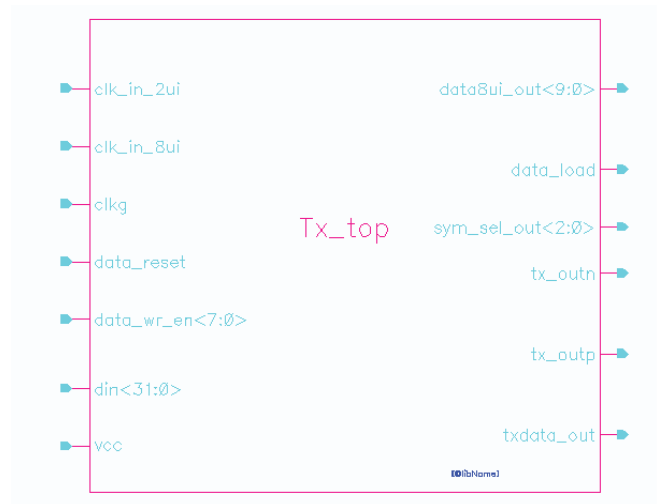 clk_in_2ui
data8ui_out<9:0>
clk_in_8ui
data_load
clkg
Tx_top
sym_sel_out<2:0>
data_reset
tx_outn
data_wr_en<7:0>
tx_outp
din<31:0>
txdata_out
vcc
[@libName]